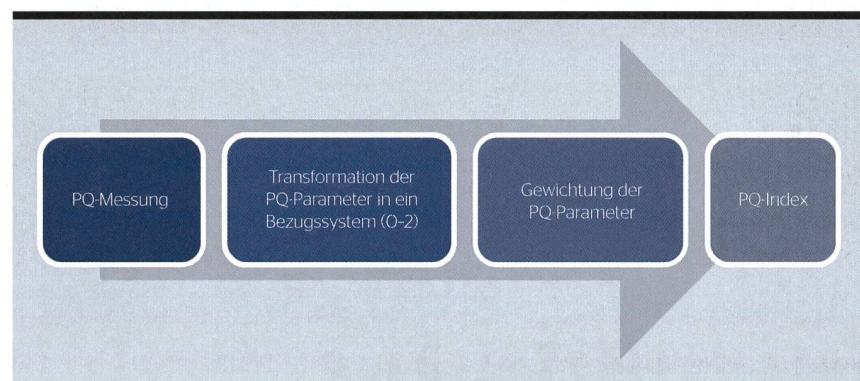 PQ-Messung
Transformation der
PQ-Parameter in ein
Bezugssystem (0-2)
Gewichtung der
PQ-Parameter
PQ-Index